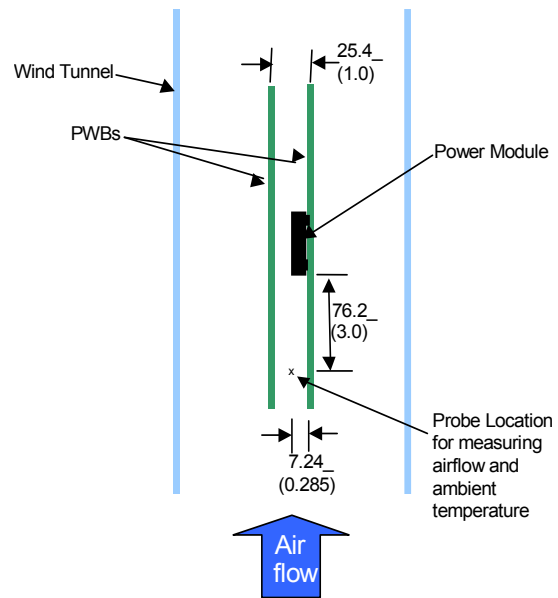 25.4_
(1.0)
Wind Tunnel
PWBs
Power Module
76.2_
(3.0)
x
Probe Location
for measuring
airflow and
ambient
temperature
7.24_
(0.285)
Air
flow